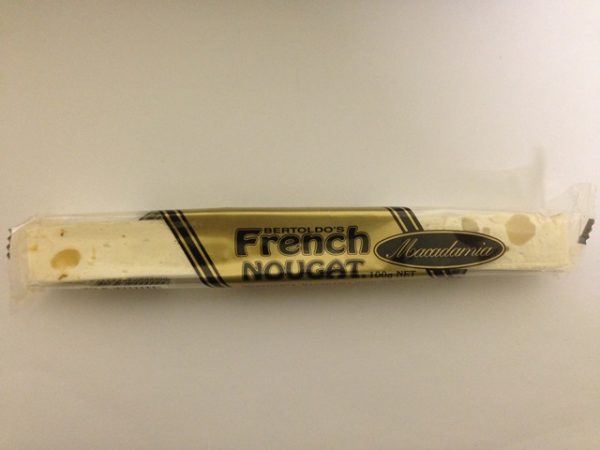 BERTOLDO'S
French
NOUGAT
100g NET
Macadamia